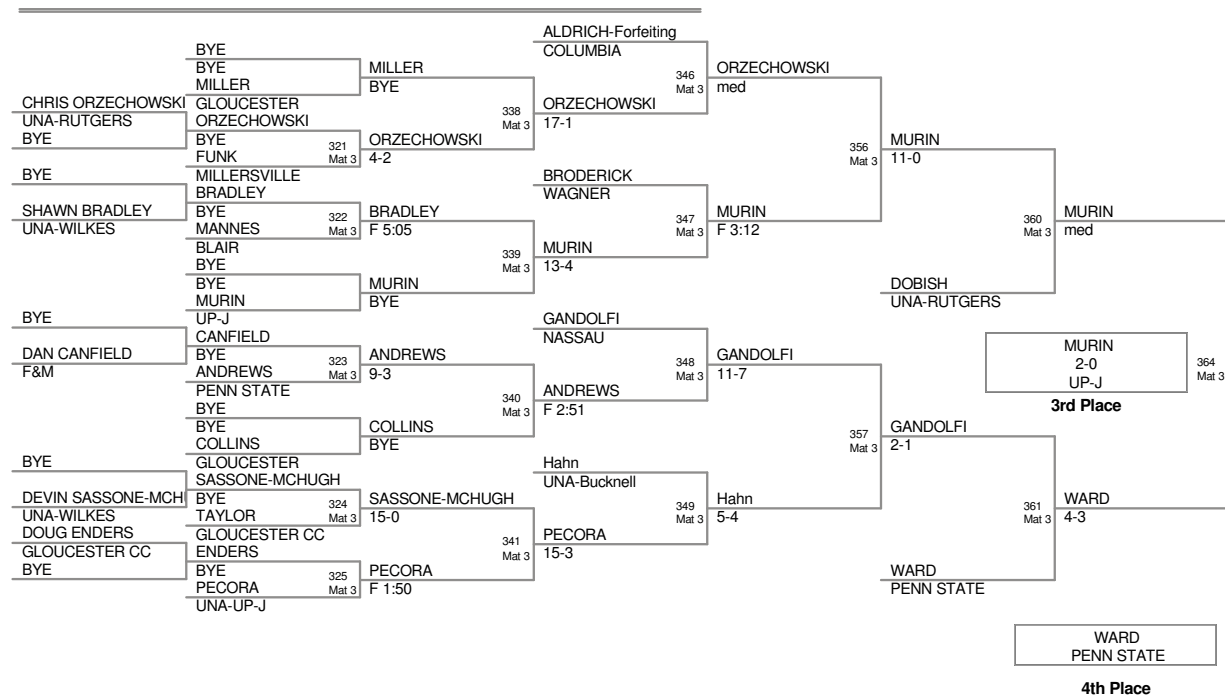 ALDRICH-Forfeiting
COLUMBIA
BYE
BYE
MILLER
GLOUCESTER
MILLER
BYE
346
Mat 3
ORZECHOWSKI
med
CHRIS ORZECHOWSKI
UNA-RUTGERS
BYE
ORZECHOWSKI
BYE
FUNK
MILLERSVILLE
321
Mat 3
ORZECHOWSKI
4-2
338
Mat 3
ORZECHOWSKI
17-1
356
Mat 3
MURIN
11-0
BYE
SHAWN BRADLEY
UNA-WILKES
BRADLEY
BYE
MANNES
BLAIR
322
Mat 3
BRADLEY
F 5:05
BRODERICK
WAGNER
347
Mat 3
MURIN
F 3:12
339
Mat 3
MURIN
13-4
BYE
BYE
MURIN
UP-J
MURIN
BYE
360
Mat 3
MURIN
med
DOBISH
UNA-RUTGERS
BYE
DAN CANFIELD
F&M
CANFIELD
BYE
ANDREWS
PENN STATE
323
Mat 3
ANDREWS
9-3
GANDOLFI
NASSAU
348
Mat 3
GANDOLFI
11-7
340
Mat 3
ANDREWS
F 2:51
BYE
BYE
COLLINS
GLOUCESTER
COLLINS
BYE
MURIN
2-0
UP-J
364
Mat 3
3rd Place
357
Mat 3
GANDOLFI
2-1
BYE
DEVIN SASSONE-MCHU
UNA-WILKES
SASSONE-MCHUGH
BYE
TAYLOR
GLOUCESTER CC
324
Mat 3
SASSONE-MCHUGH
15-0
Hahn
UNA-Bucknell
349
Mat 3
Hahn
5-4
341
Mat 3
PECORA
15-3
361
Mat 3
WARD
4-3
DOUG ENDERS
GLOUCESTER CC
BYE
ENDERS
BYE
PECORA
UNA-UP-J
325
Mat 3
PECORA
F 1:50
WARD
PENN STATE
WARD
PENN STATE
4th Place